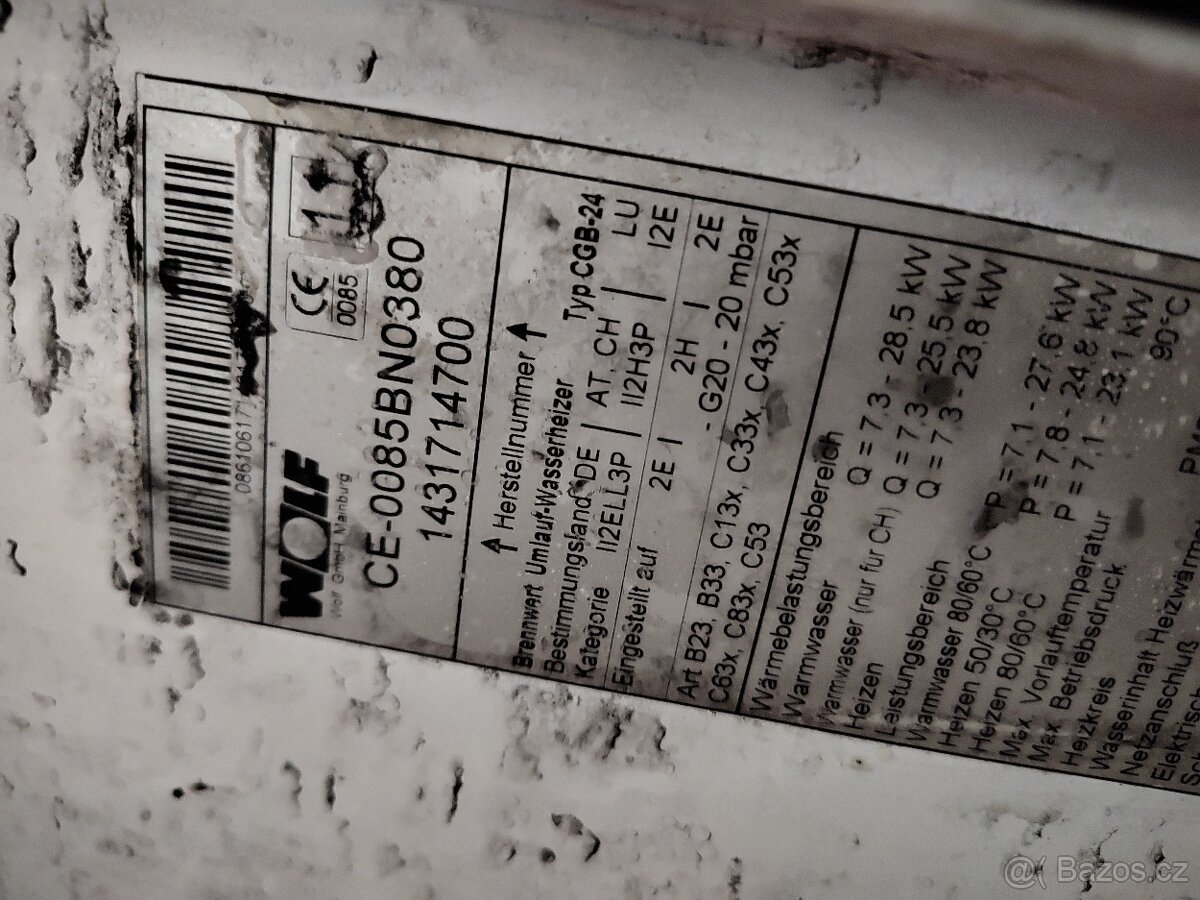 WOLF
Wolf GmbH Mainburg
CE
0085
CE-0085BN0380
1431714700
↑ Herstellnummer ↑
Brennwert Umlauf-Wasserheizer Typ CGB-24
Bestimmungsland DE | AT, CH | LU
Kategorie II2ELL3P | II2H3P | I2E
Eingestellt auf 2E | 2H | 2E
- G20 - 20 mbar
Art B23, B33, C13x, C33x, C43x, C53x
C63x, C83x, C53
Wärmebelastungsbereich
Warmwasser Q = 7,3 - 28,5 kW
Warmwasser (nur für CH) Q = 7,3 - 25,5 kW
Heizen Q = 7,3 - 23,8 kW
Leistungsbereich
Warmwasser 80/60°C P = 7,1 - 27,6 kW
Heizen 50/30°C P = 7,8 - 24,8 kW
Heizen 80/60°C P = 7,1 - 23,1 kW
Max Vorlauftemperatur 90°C
Max Betriebsdruck
Heizkreis
Wasserinhalt
Netzanschluß
@( Bazos.cz